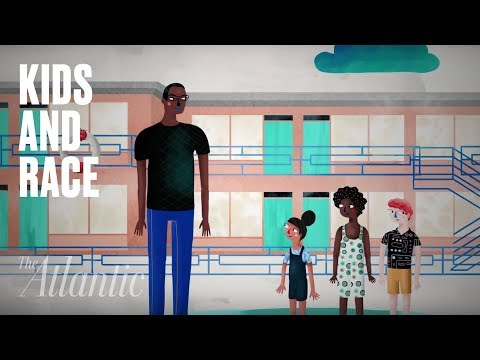 KIDS
AND
RACE
The
Atlantic